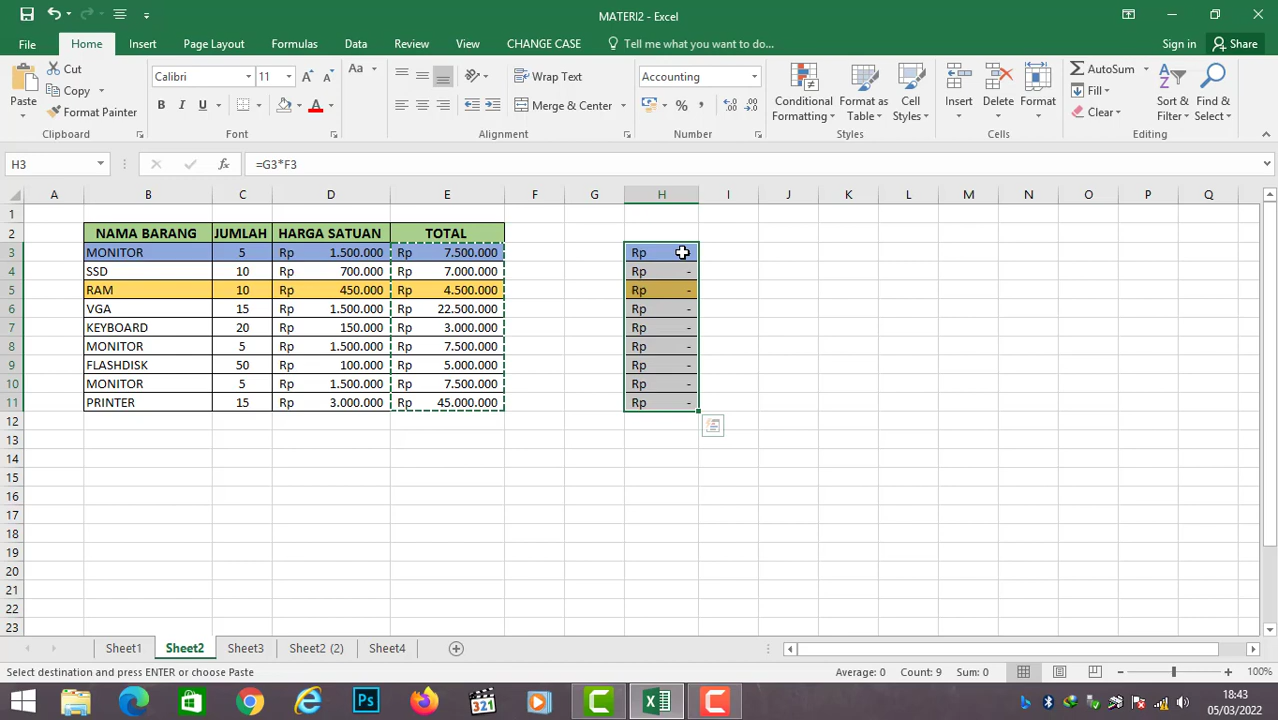 MATERI2 - Excel
File Home Insert Page Layout Formulas Data Review View CHANGE CASE Tell me what you want to do... Sign in Share
Paste Cut Copy Format Painter
Calibri 11 A A Aa
B I U A
Wrap Text
Merge & Center
Accounting
% ,
Conditional Formatting Format as Table Cell Styles
Insert Delete Format
AutoSum Fill Clear
Sort & Filter Find & Select
Clipboard Font Alignment Number Styles Cells Editing
H3 fx =G3*F3
A B C D E F G H I J K L M N O P Q
1
2 NAMA BARANG JUMLAH HARGA SATUAN TOTAL
3 MONITOR 5 Rp 1.500.000 Rp 7.500.000 Rp
4 SSD 10 Rp 700.000 Rp 7.000.000 Rp -
5 RAM 10 Rp 450.000 Rp 4.500.000 Rp -
6 VGA 15 Rp 1.500.000 Rp 22.500.000 Rp -
7 KEYBOARD 20 Rp 150.000 Rp 3.000.000 Rp -
8 MONITOR 5 Rp 1.500.000 Rp 7.500.000 Rp -
9 FLASHDISK 50 Rp 100.000 Rp 5.000.000 Rp -
10 MONITOR 5 Rp 1.500.000 Rp 7.500.000 Rp -
11 PRINTER 15 Rp 3.000.000 Rp 45.000.000 Rp -
12
13
14
15
16
17
18
19
20
21
22
23
Sheet1 Sheet2 Sheet3 Sheet2 (2) Sheet4
Select destination and press ENTER or choose Paste Average: 0 Count: 9 Sum: 0 100%
Ps 321 18:43
05/03/2022